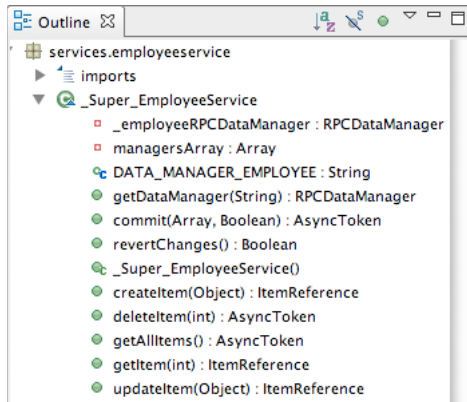 Outline
services.employeeservice
imports
_Super_EmployeeService
_employeeRPCDataManager : RPCDataManager
managersArray : Array
DATA_MANAGER_EMPLOYEE : String
getDataManager(String) : RPCDataManager
commit(Array, Boolean) : AsyncToken
revertChanges() : Boolean
_Super_EmployeeService()
createItem(Object) : ItemReference
deleteItem(int) : AsyncToken
getAllItems() : AsyncToken
getItem(int) : ItemReference
updateItem(Object) : ItemReference